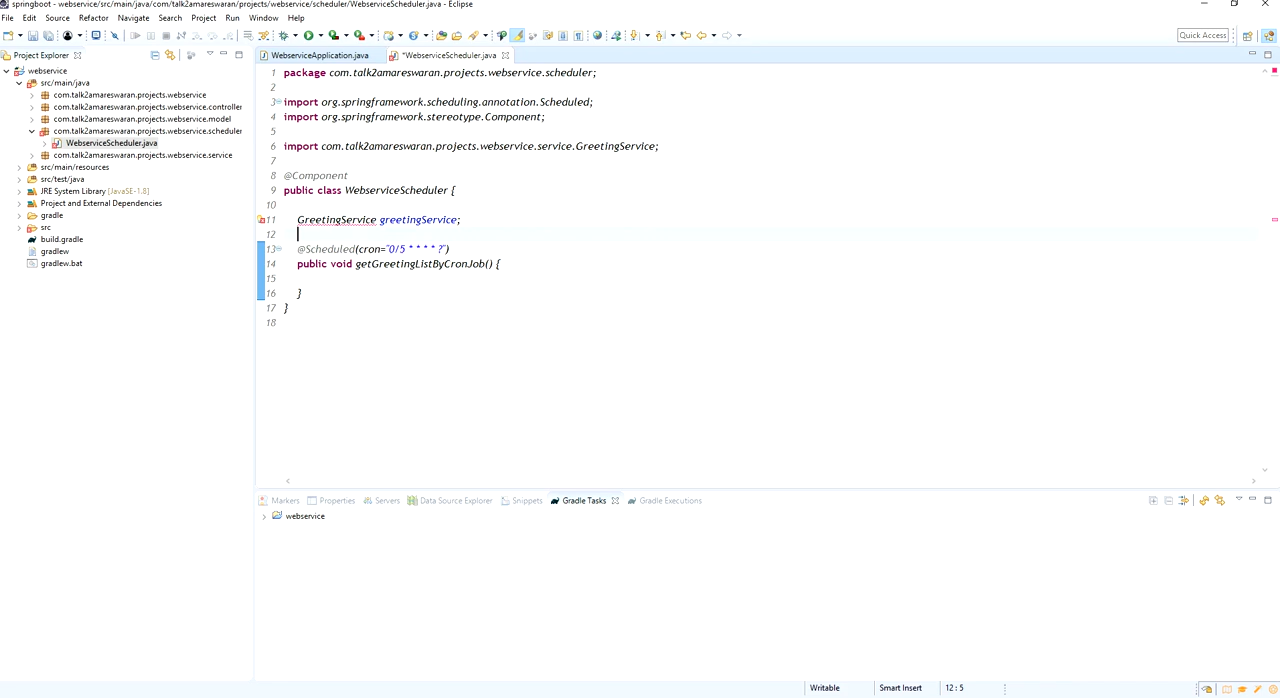 springboot - webservice/src/main/java/com/talk2amareswaran/projects/webservice/scheduler/WebserviceScheduler.java - Eclipse
File Edit Source Refactor Navigate Search Project Run Window Help
Quick Access
Project Explorer
webservice
src/main/java
com.talk2amareswaran.projects.webservice
com.talk2amareswaran.projects.webservice.controller
com.talk2amareswaran.projects.webservice.model
com.talk2amareswaran.projects.webservice.scheduler
WebserviceScheduler.java
com.talk2amareswaran.projects.webservice.service
src/main/resources
src/test/java
JRE System Library [JavaSE-1.8]
Project and External Dependencies
gradle
src
build.gradle
gradlew
gradlew.bat
WebserviceApplication.java *WebserviceScheduler.java
1 package com.talk2amareswaran.projects.webservice.scheduler;
2
3 import org.springframework.scheduling.annotation.Scheduled;
4 import org.springframework.stereotype.Component;
5
6 import com.talk2amareswaran.projects.webservice.service.GreetingService;
7
8 @Component
9 public class WebserviceScheduler {
10
11 GreetingService greetingService;
12
13 @Scheduled(cron="0/5 * * * * ?")
14 public void getGreetingListByCronJob() {
15
16 }
17 }
18
Markers Properties Servers Data Source Explorer Snippets Gradle Tasks Gradle Executions
webservice
Writable Smart Insert 12 : 5